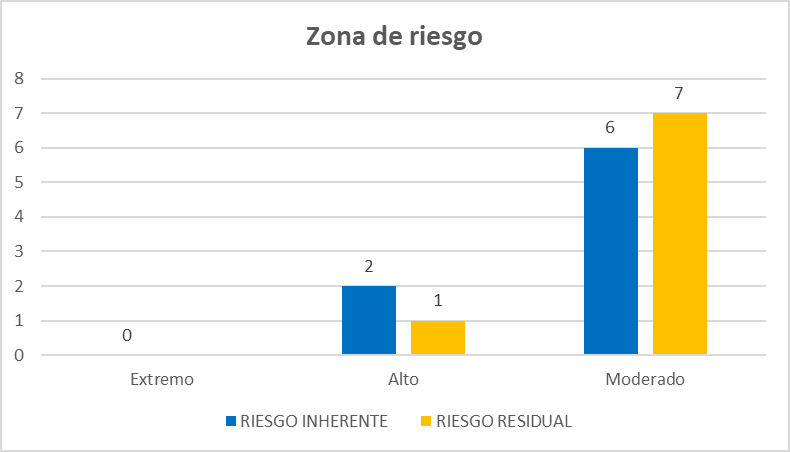 Zona de riesgo
8
7
6
5
4
3
2
1
0
0
2
1
6
7
Extremo
Alto
Moderado
RIESGO INHERENTE
RIESGO RESIDUAL